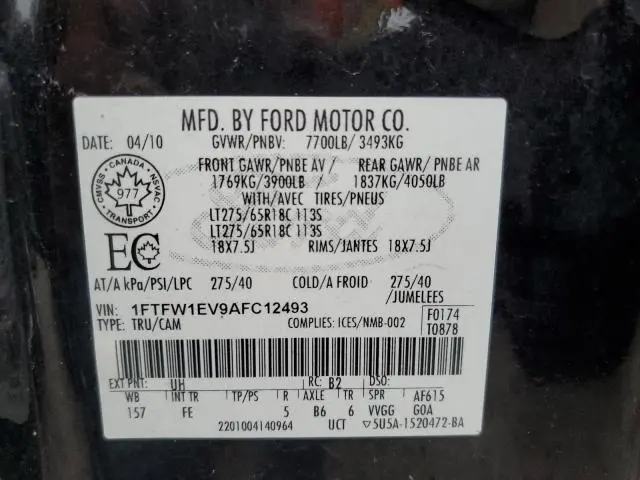 MFD. BY FORD MOTOR CO.
DATE: 04/10 GVWR/PNBV: 7700LB/ 3493KG
FRONT GAWR/PNBE AV/ REAR GAWR/ PNBE AR
1769KG/3900LB 1837KG/4050LB
WITH/AVEC TIRES/PNEUS
CANADA
CMVSS 977 NSVAC
TRANSPORT
LT275/65R18C 113S
LT275/65R18C 113S
18X7.5J RIMS/JANTES 18X7.5J
EC
AT/A kPa/PSI/LPC 275/40 COLD/A FROID 275/40
/JUMELEES
VIN: 1FTFW1EV9AFC12493 F0174
TYPE: TRU/CAM COMPLIES: ICES/NMB-002 T0878
EXT PNT: UH RC: B2 DSO:
WB INT TR TP/PS R AXLE TR SPR AF615
157 FE 5 B6 6 VVGG G0A
2201004140964 UCT 5U5A-1520472-BA